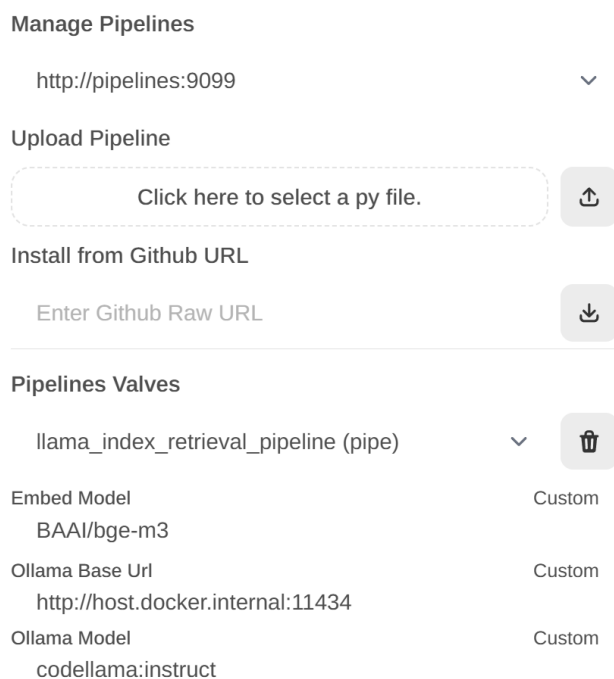 Manage Pipelines
http://pipelines:9099
Upload Pipeline
Click here to select a py file.
Install from Github URL
Enter Github Raw URL
Pipelines Valves
llama_index_retrieval_pipeline (pipe)
Embed Model Custom
BAAI/bge-m3
Ollama Base Url Custom
http://host.docker.internal:11434
Ollama Model Custom
codellama:instruct